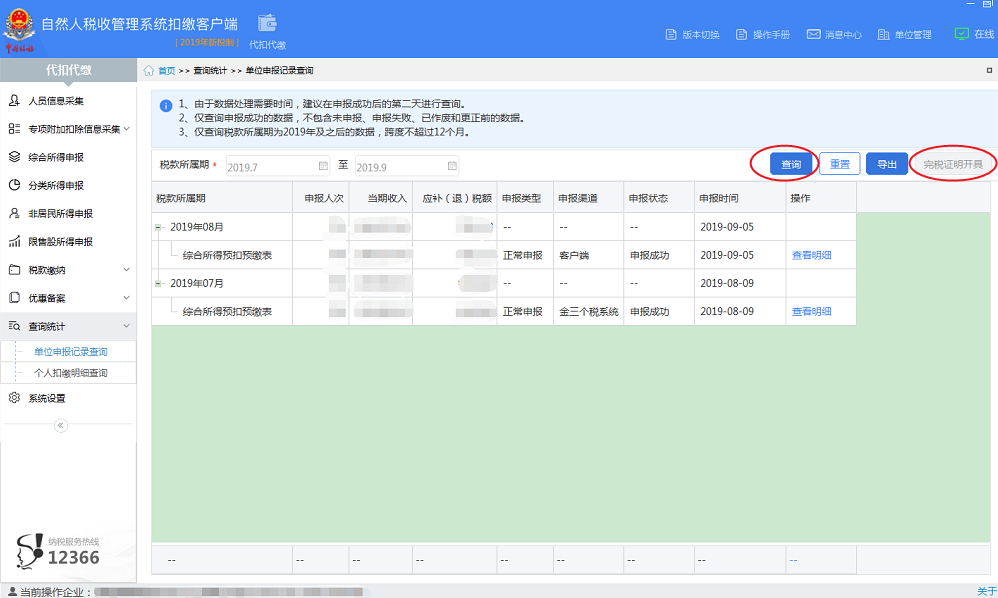 自然人税收管理系统扣缴客户端
[ 2019年新税制 ]
代扣代缴
版本切换 操作手册 消息中心 单位管理 在线
代扣代缴
首页 >> 查询统计 >> 单位申报记录查询
人员信息采集
专项附加扣除信息采集
综合所得申报
分类所得申报
非居民所得申报
限售股所得申报
税款缴纳
优惠备案
查询统计
单位申报记录查询
个人扣缴明细查询
系统设置
纳税服务热线
12366
1、由于数据处理需要时间，建议在申报成功后的第二天进行查询。
2、仅查询申报成功的数据，不包含未申报、申报失败、已作废和更正前的数据。
3、仅查询税款所属期为2019年及之后的数据，跨度不超过12个月。
税款所属期 * 2019.7 至 2019.9 查询 重置 导出 完税证明开具
税款所属期 申报人次 当期收入 应补（退）税额 申报类型 申报渠道 申报状态 申报时间 操作
2019年08月 -- -- -- 2019-09-05
综合所得预扣预缴表 正常申报 客户端 申报成功 2019-09-05 查看明细
2019年07月 -- -- -- 2019-08-09
综合所得预扣预缴表 正常申报 金三个税系统 申报成功 2019-08-09 查看明细
-- -- -- -- -- -- -- -- --
当前操作企业：
关于